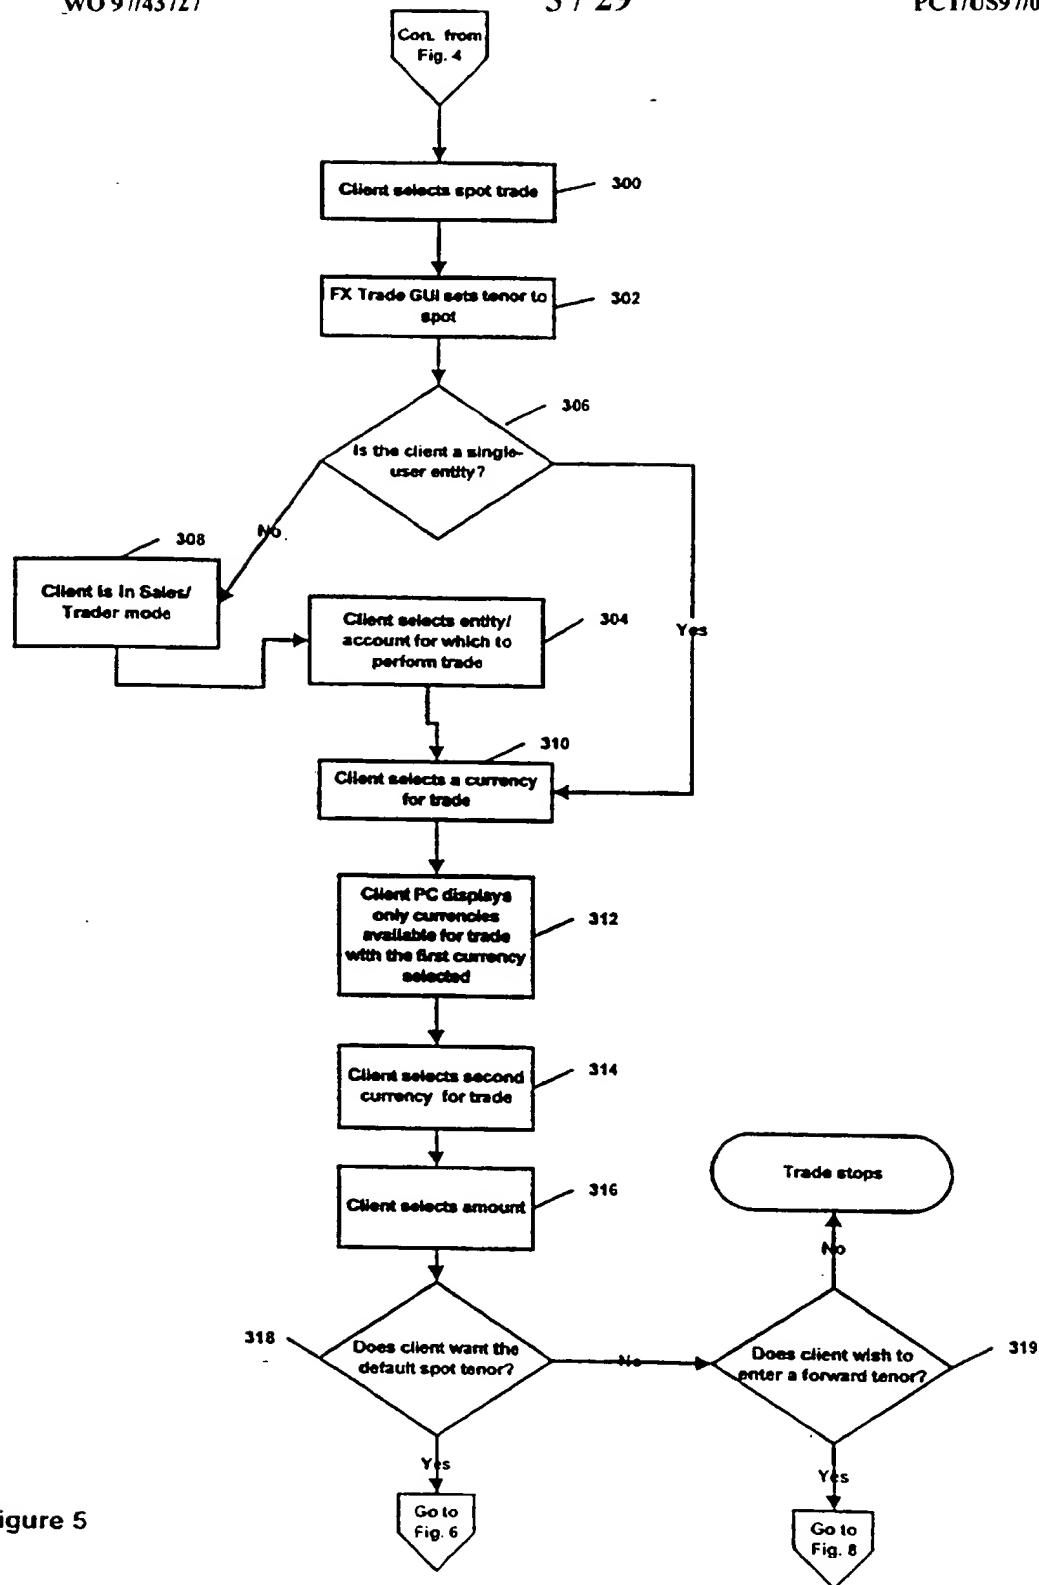 WO 97/43727
5 / 29
PCT/US97/0
Con. from
Fig. 4
Client selects spot trade
300
FX Trade GUI sets tenor to
spot
302
306
Is the client a single-
user entity?
No
308
Client is in Sales/
Trader mode
Client selects entity/
account for which to
perform trade
304
Yes
310
Client selects a currency
for trade
Client PC displays
only currencies
available for trade
with the first currency
selected
312
Client selects second
currency for trade
314
Client selects amount
316
Trade stops
No
318
Does client want the
default spot tenor?
No
Does client wish to
enter a forward tenor?
319
Yes
Yes
Go to
Fig. 6
Go to
Fig. 8
igure 5